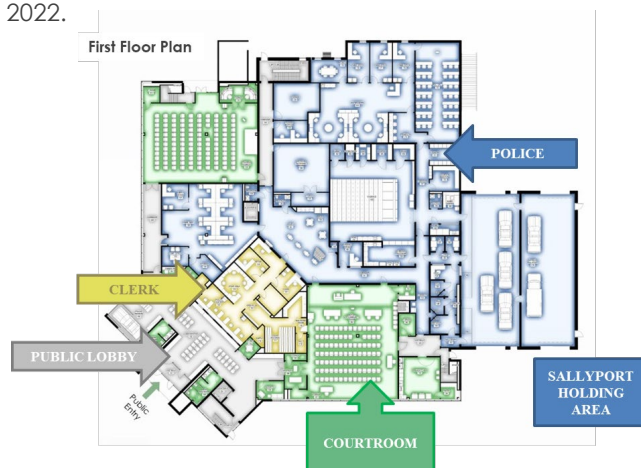 2022.
First Floor Plan
POLICE
CLERK
PUBLIC LOBBY
Public
Entry
SALLYPORT
HOLDING
AREA
COURTROOM